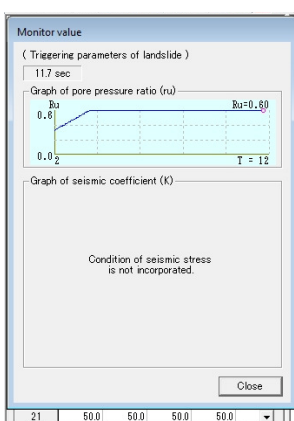 Monitor value
( Triggering parameters of landslide )
11.7 sec
Graph of pore pressure ratio (ru)
Ru Ru=0.60
0.6
0.0
2 T = 12
Graph of seismic coefficient (K)
Condition of seismic stress
is not incorporated.
Close
21 50.0 50.0 50.0 50.0